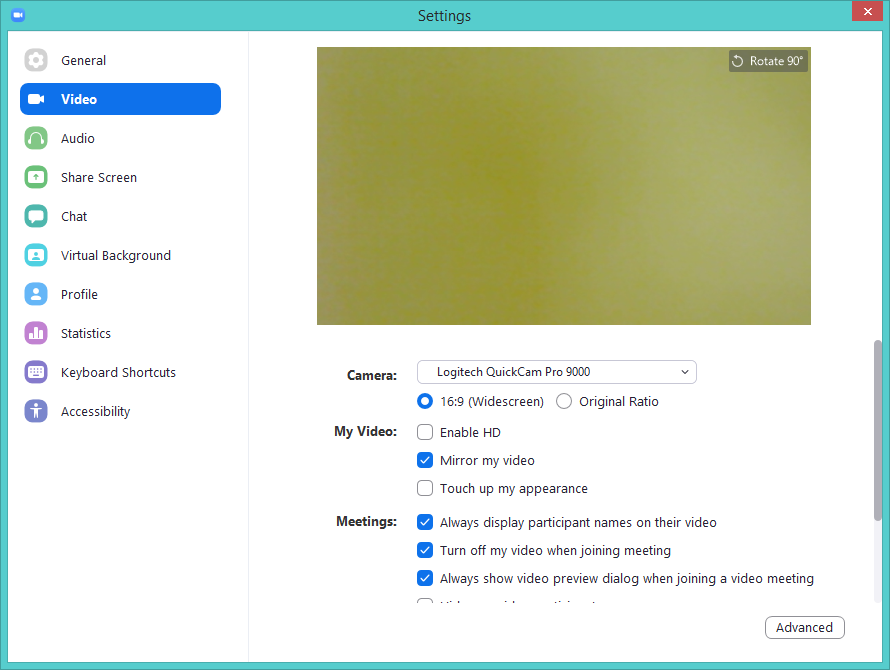 Settings
General
Video
Audio
Share Screen
Chat
Virtual Background
Profile
Statistics
Keyboard Shortcuts
Accessibility
Rotate 90°
Camera: Logitech QuickCam Pro 9000
16:9 (Widescreen) Original Ratio
My Video: Enable HD
Mirror my video
Touch up my appearance
Meetings: Always display participant names on their video
Turn off my video when joining meeting
Always show video preview dialog when joining a video meeting
Advanced